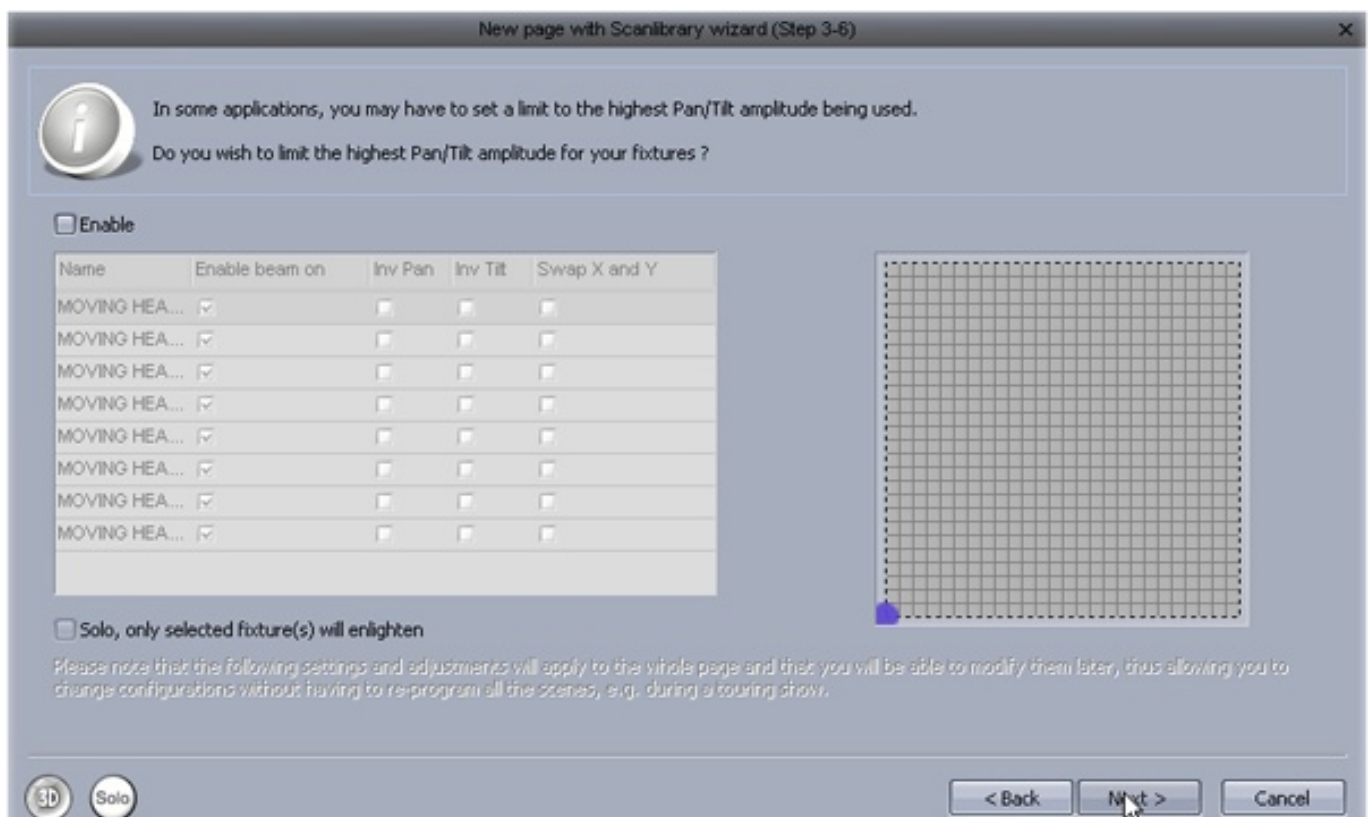 New page with Scanlibrary wizard (Step 3-6)
In some applications, you may have to set a limit to the highest Pan/Tilt amplitude being used.
Do you wish to limit the highest Pan/Tilt amplitude for your fixtures ?
Enable
Name Enable beam on Inv Pan Inv Tilt Swap X and Y
MOVING HEA...
MOVING HEA...
MOVING HEA...
MOVING HEA...
MOVING HEA...
MOVING HEA...
MOVING HEA...
MOVING HEA...
Solo, only selected fixture(s) will enlighten
Please note that the following settings and adjustments will apply to the whole page and that you will be able to modify them later, thus allowing you to
change configurations without having to re-program all the scenes, e.g. during a touring show.
3D Solo < Back Next > Cancel